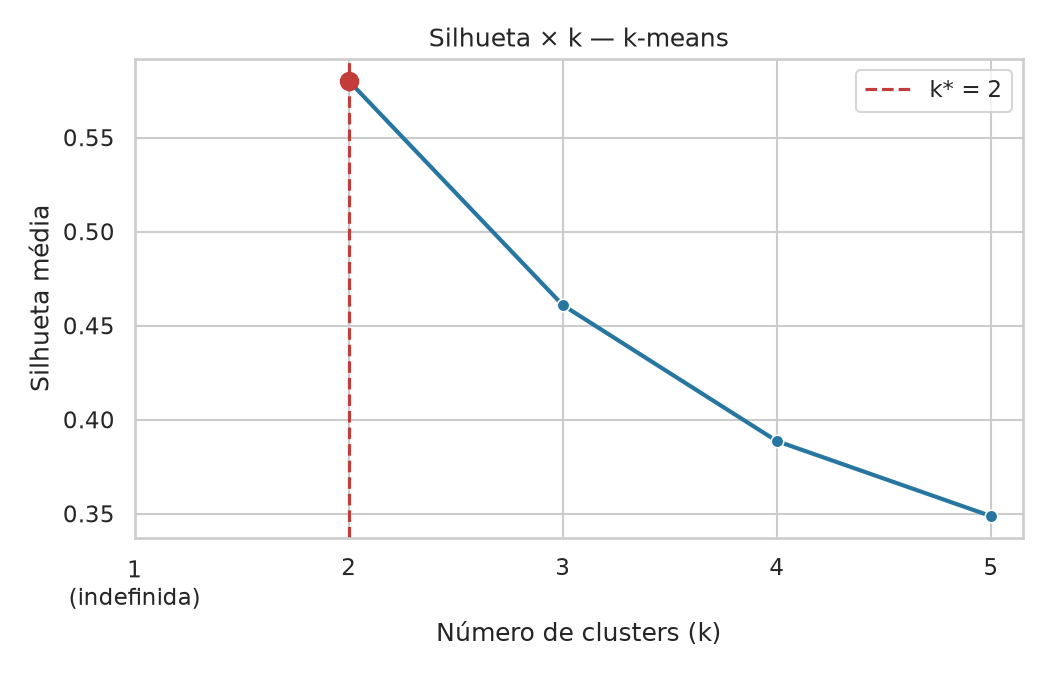 Silhueta × k — k-means
k* = 2
Silhueta média
0.55
0.50
0.45
0.40
0.35
1
(indefinida)
2
3
4
5
Número de clusters (k)